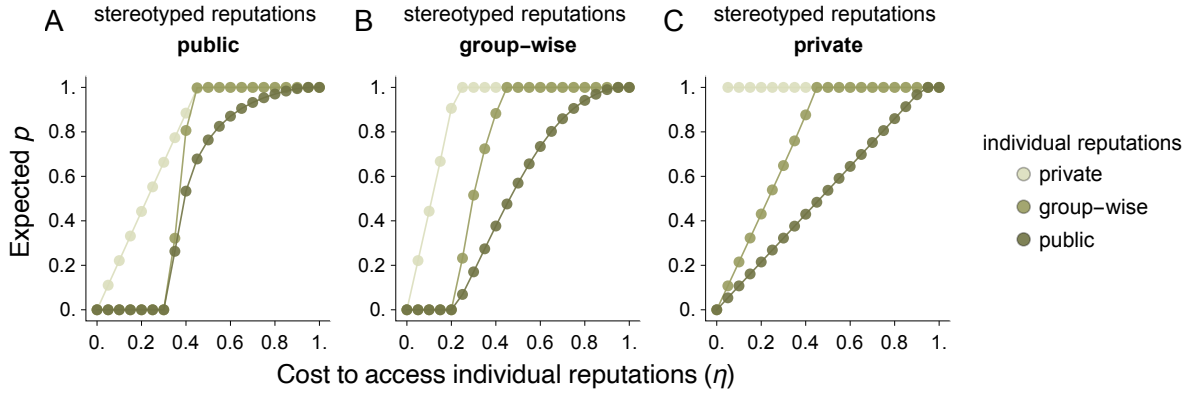 A stereotyped reputations
public
B stereotyped reputations
group–wise
C stereotyped reputations
private
Expected p
1.
0.8
0.6
0.4
0.2
0.
0. 0.2 0.4 0.6 0.8 1.
1.
0.8
0.6
0.4
0.2
0.
0. 0.2 0.4 0.6 0.8 1.
1.
0.8
0.6
0.4
0.2
0.
0. 0.2 0.4 0.6 0.8 1.
Cost to access individual reputations (η)
individual reputations
private
group–wise
public